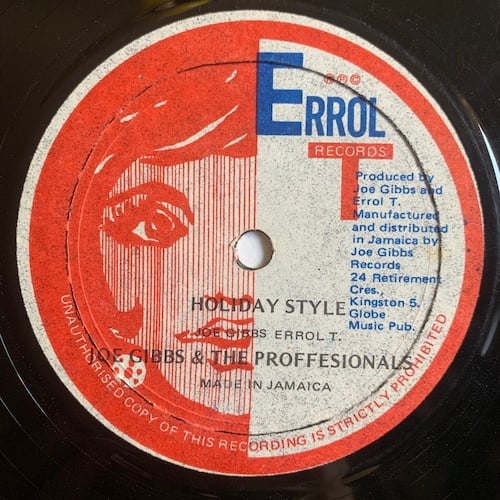 ERROL
RECORDS
T
Produced by
Joe Gibbs and
Errol T.
Manufactured
and distributed
in Jamaica by
Joe Gibbs
Records
24 Retirement
Cres.,
Kingston 5.
Globe
Music Pub.
HOLIDAY STYLE
JOE GIBBS ERROL T.
JOE GIBBS & THE PROFFESIONALS
MADE IN JAMAICA
UNAUTHORISED COPY OF THIS RECORDING IS STRICTLY PROHIBITED